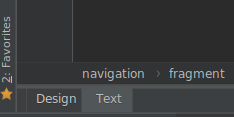 2: Favorites
navigation › fragment
Design Text